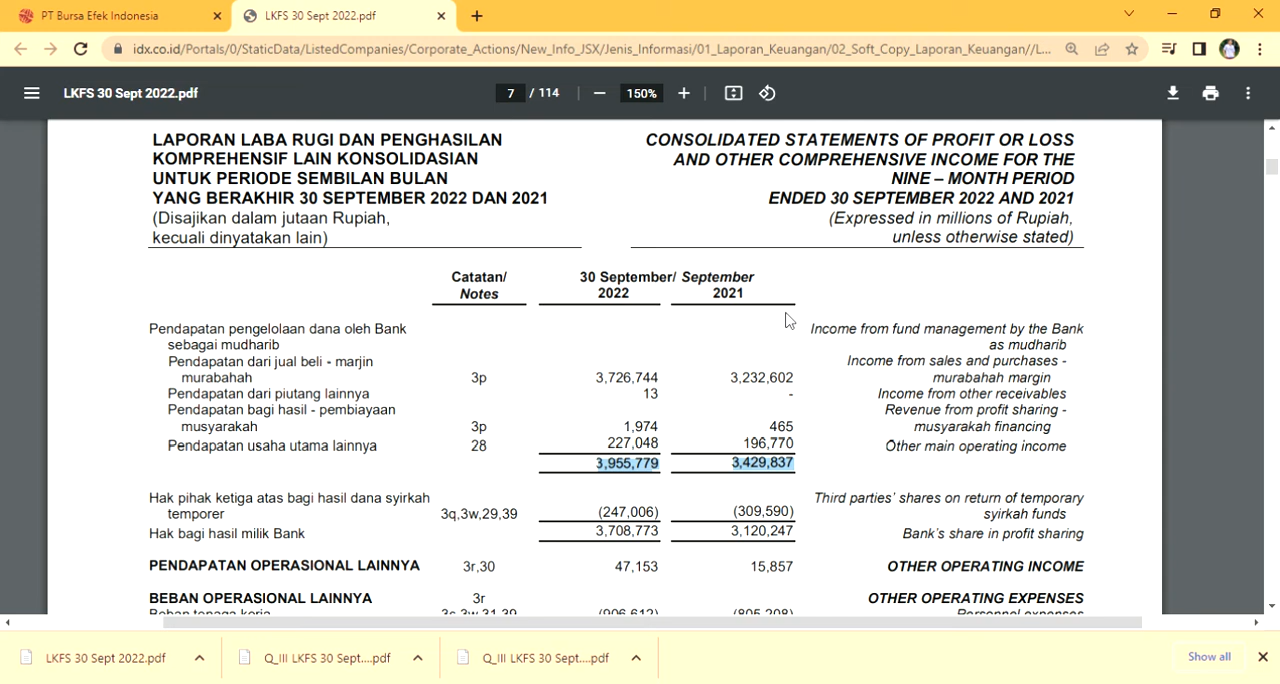 PT Bursa Efek Indonesia
LKFS 30 Sept 2022.pdf
idx.co.id/Portals/0/StaticData/ListedCompanies/Corporate_Actions/New_Info_JSX/Jenis_Informasi/01_Laporan_Keuangan/02_Soft_Copy_Laporan_Keuangan//L...
LKFS 30 Sept 2022.pdf
7 / 114
150%
LAPORAN LABA RUGI DAN PENGHASILAN
KOMPREHENSIF LAIN KONSOLIDASIAN
UNTUK PERIODE SEMBILAN BULAN
YANG BERAKHIR 30 SEPTEMBER 2022 DAN 2021
(Disajikan dalam jutaan Rupiah,
kecuali dinyatakan lain)
CONSOLIDATED STATEMENTS OF PROFIT OR LOSS
AND OTHER COMPREHENSIVE INCOME FOR THE
NINE – MONTH PERIOD
ENDED 30 SEPTEMBER 2022 AND 2021
(Expressed in millions of Rupiah,
unless otherwise stated)
Catatan/ 30 September/ September
Notes 2022 2021
Pendapatan pengelolaan dana oleh Bank Income from fund management by the Bank
sebagai mudharib as mudharib
Pendapatan dari jual beli - marjin Income from sales and purchases -
murabahah 3p 3,726,744 3,232,602 murabahah margin
Pendapatan dari piutang lainnya 13 - Income from other receivables
Pendapatan bagi hasil - pembiayaan Revenue from profit sharing -
musyarakah 3p 1,974 465 musyarakah financing
Pendapatan usaha utama lainnya 28 227,048 196,770 Other main operating income
3,955,779 3,429,837
Hak pihak ketiga atas bagi hasil dana syirkah Third parties' shares on return of temporary
temporer 3q,3w,29,39 (247,006) (309,590) syirkah funds
Hak bagi hasil milik Bank 3,708,773 3,120,247 Bank's share in profit sharing
PENDAPATAN OPERASIONAL LAINNYA 3r,30 47,153 15,857 OTHER OPERATING INCOME
BEBAN OPERASIONAL LAINNYA 3r OTHER OPERATING EXPENSES
Beban tenaga kerja 3s,3w,31,39 (906,612) (805,208) Personnel expenses
LKFS 30 Sept 2022.pdf
Q_III LKFS 30 Sept....pdf
Q_III LKFS 30 Sept....pdf
Show all